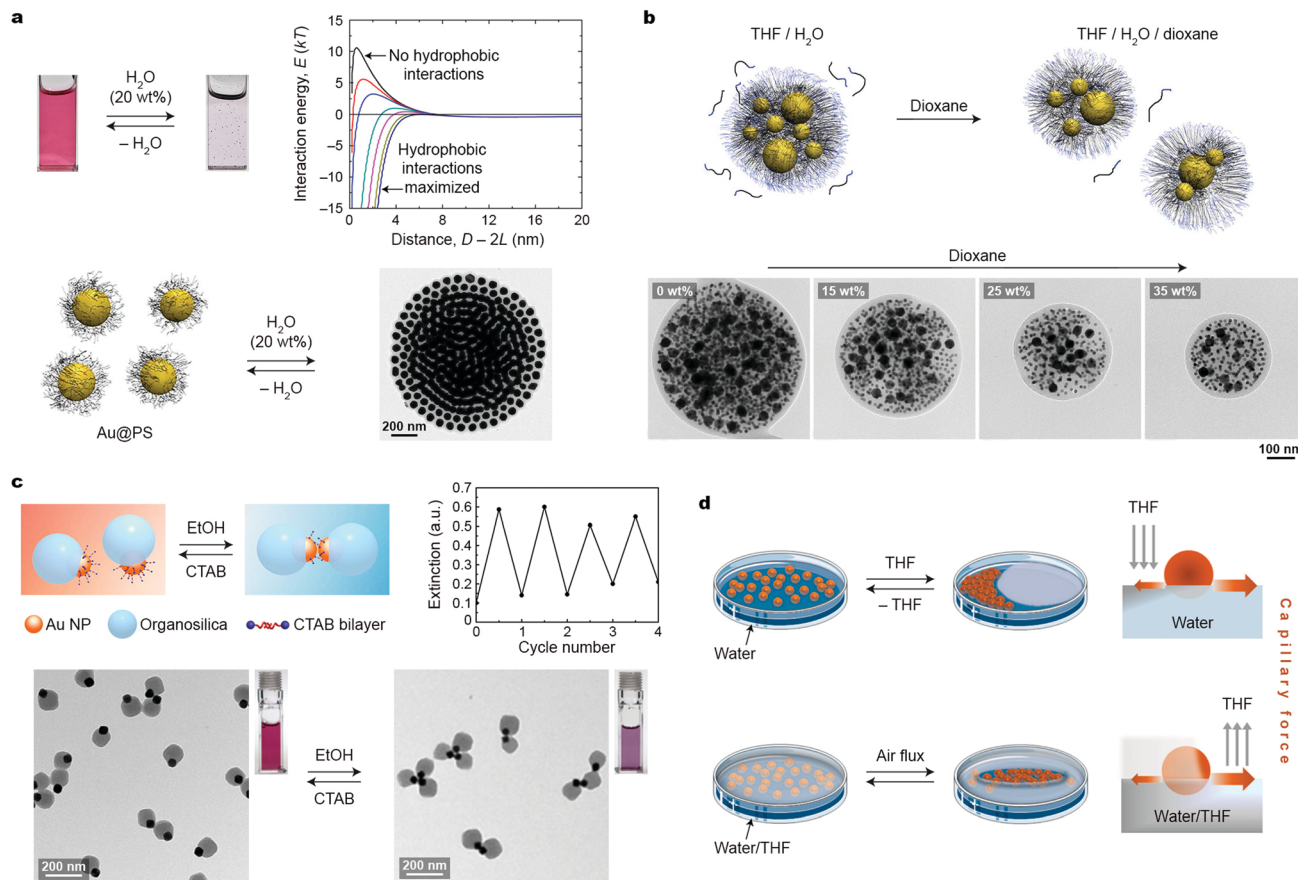 a
H₂O
(20 wt%)
– H₂O
Interaction energy, E (kT)
15
10
5
0
−5
−10
−15
No hydrophobic
interactions
Hydrophobic
interactions
maximized
0 4 8 12 16 20
Distance, D – 2L (nm)
Au@PS
H₂O
(20 wt%)
– H₂O
200 nm
b
THF / H₂O
Dioxane
THF / H₂O / dioxane
Dioxane
0 wt%
15 wt%
25 wt%
35 wt%
100 nm
c
EtOH
CTAB
Au NP
Organosilica
CTAB bilayer
Extinction (a.u.)
0.7
0.6
0.5
0.4
0.3
0.2
0.1
0 1 2 3 4
Cycle number
200 nm
EtOH
CTAB
200 nm
d
THF
– THF
Water
THF
Water
Air flux
Water/THF
THF
Water/THF
Capillary force